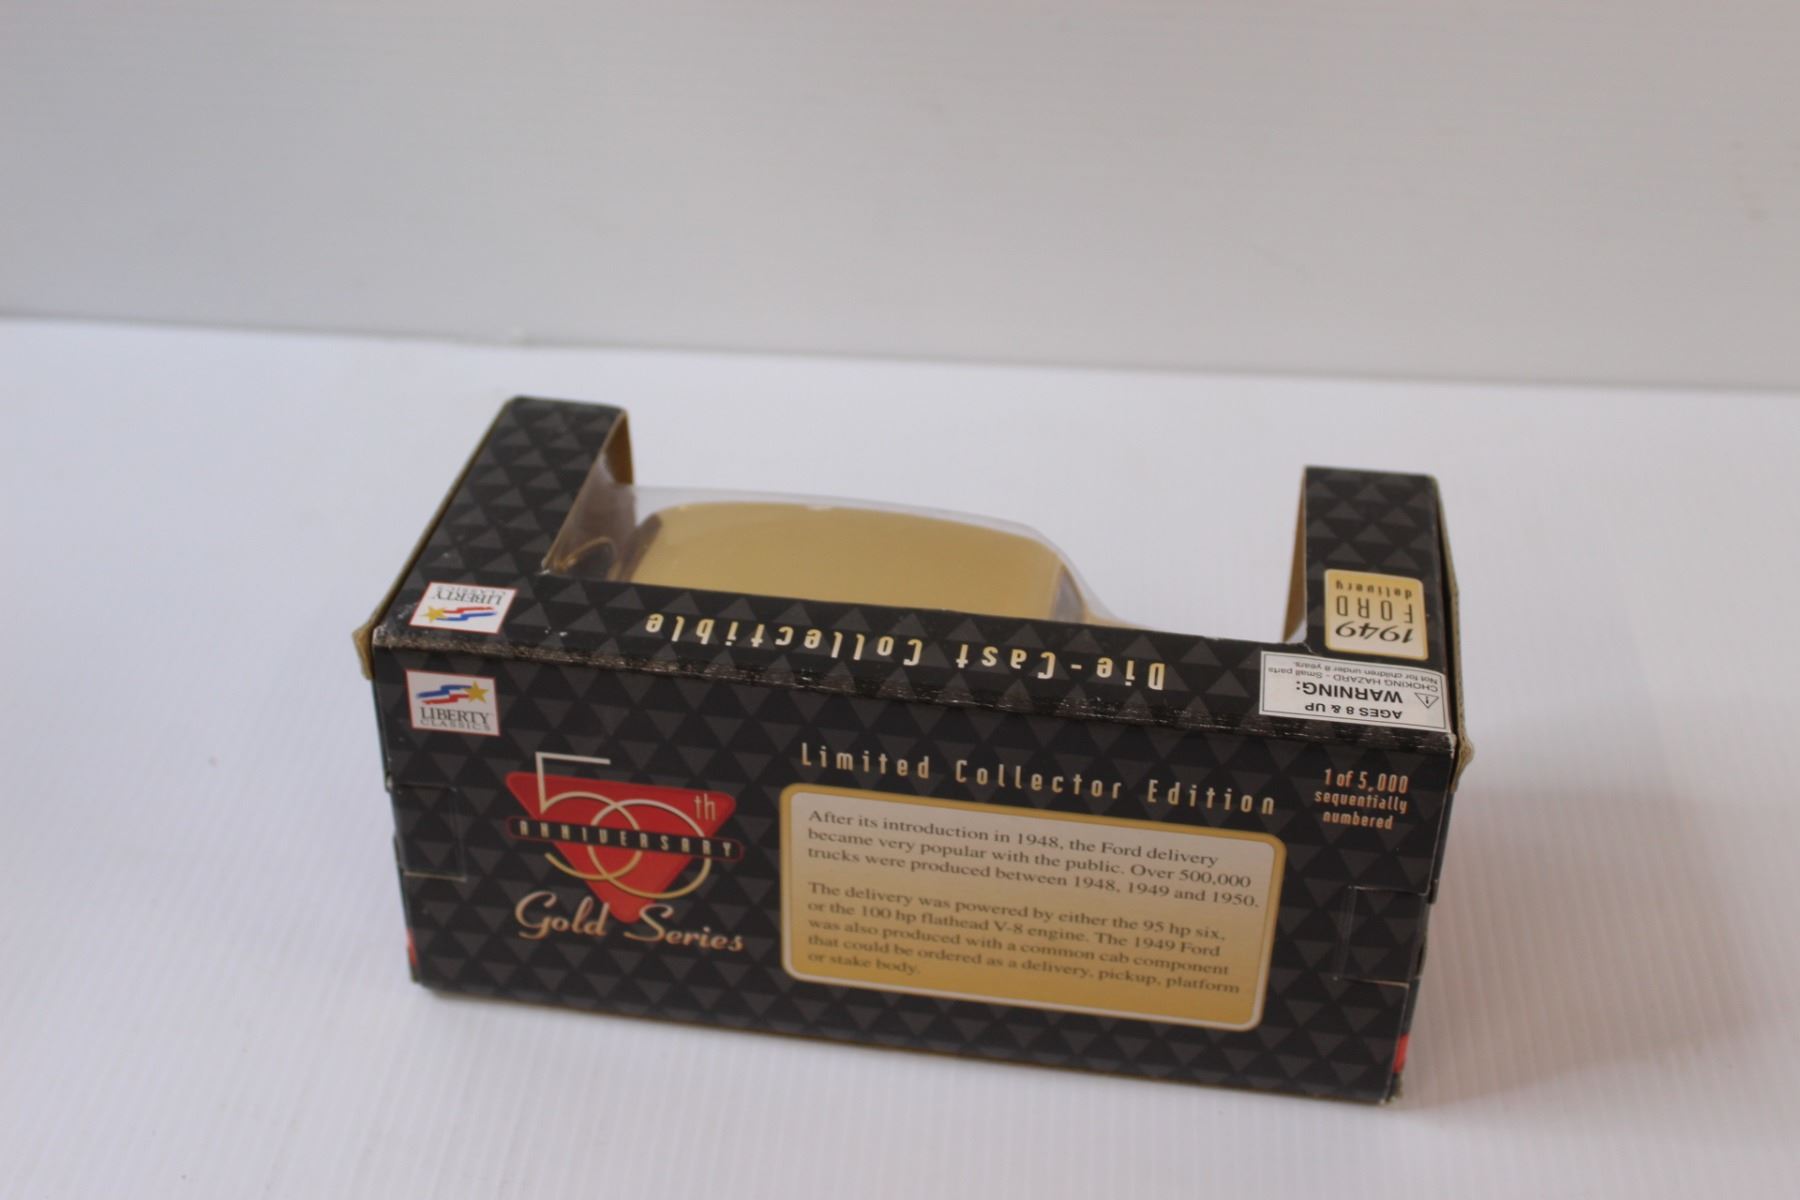 LIBERTY
CLASSICS
Die-Cast Collectible
1949
FORD
delivery
AGES 8 & UP
WARNING:
CHOKING HAZARD - Small parts
Not for children under 8 years.
LIBERTY
CLASSICS
50th
ANNIVERSARY
Gold Series
Limited Collector Edition
1 of 5,000
sequentially
numbered
After its introduction in 1948, the Ford delivery
became very popular with the public. Over 500,000
trucks were produced between 1948, 1949 and 1950.
The delivery was powered by either the 95 hp six,
or the 100 hp flathead V-8 engine. The 1949 Ford
was also produced with a common cab component
that could be ordered as a delivery, pickup, platform
or stake body.